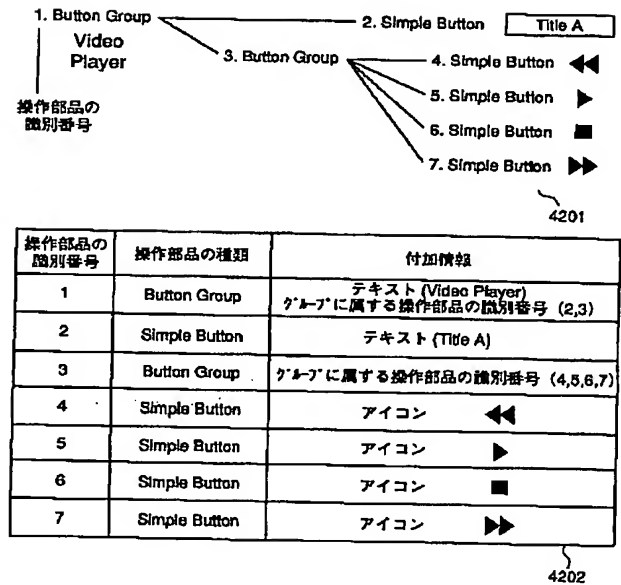 1. Button Group
Video
Player
操作部品の
識別番号
2. Simple Button
Title A
3. Button Group
4. Simple Button
5. Simple Button
6. Simple Button
7. Simple Button
4201
操作部品の
識別番号
操作部品の種類
付加情報
1
Button Group
テキスト (Video Player)
グループに属する操作部品の識別番号 (2,3)
2
Simple Button
テキスト (Title A)
3
Button Group
グループに属する操作部品の識別番号 (4,5,6,7)
4
Simple Button
アイコン
5
Simple Button
アイコン
6
Simple Button
アイコン
7
Simple Button
アイコン
4202